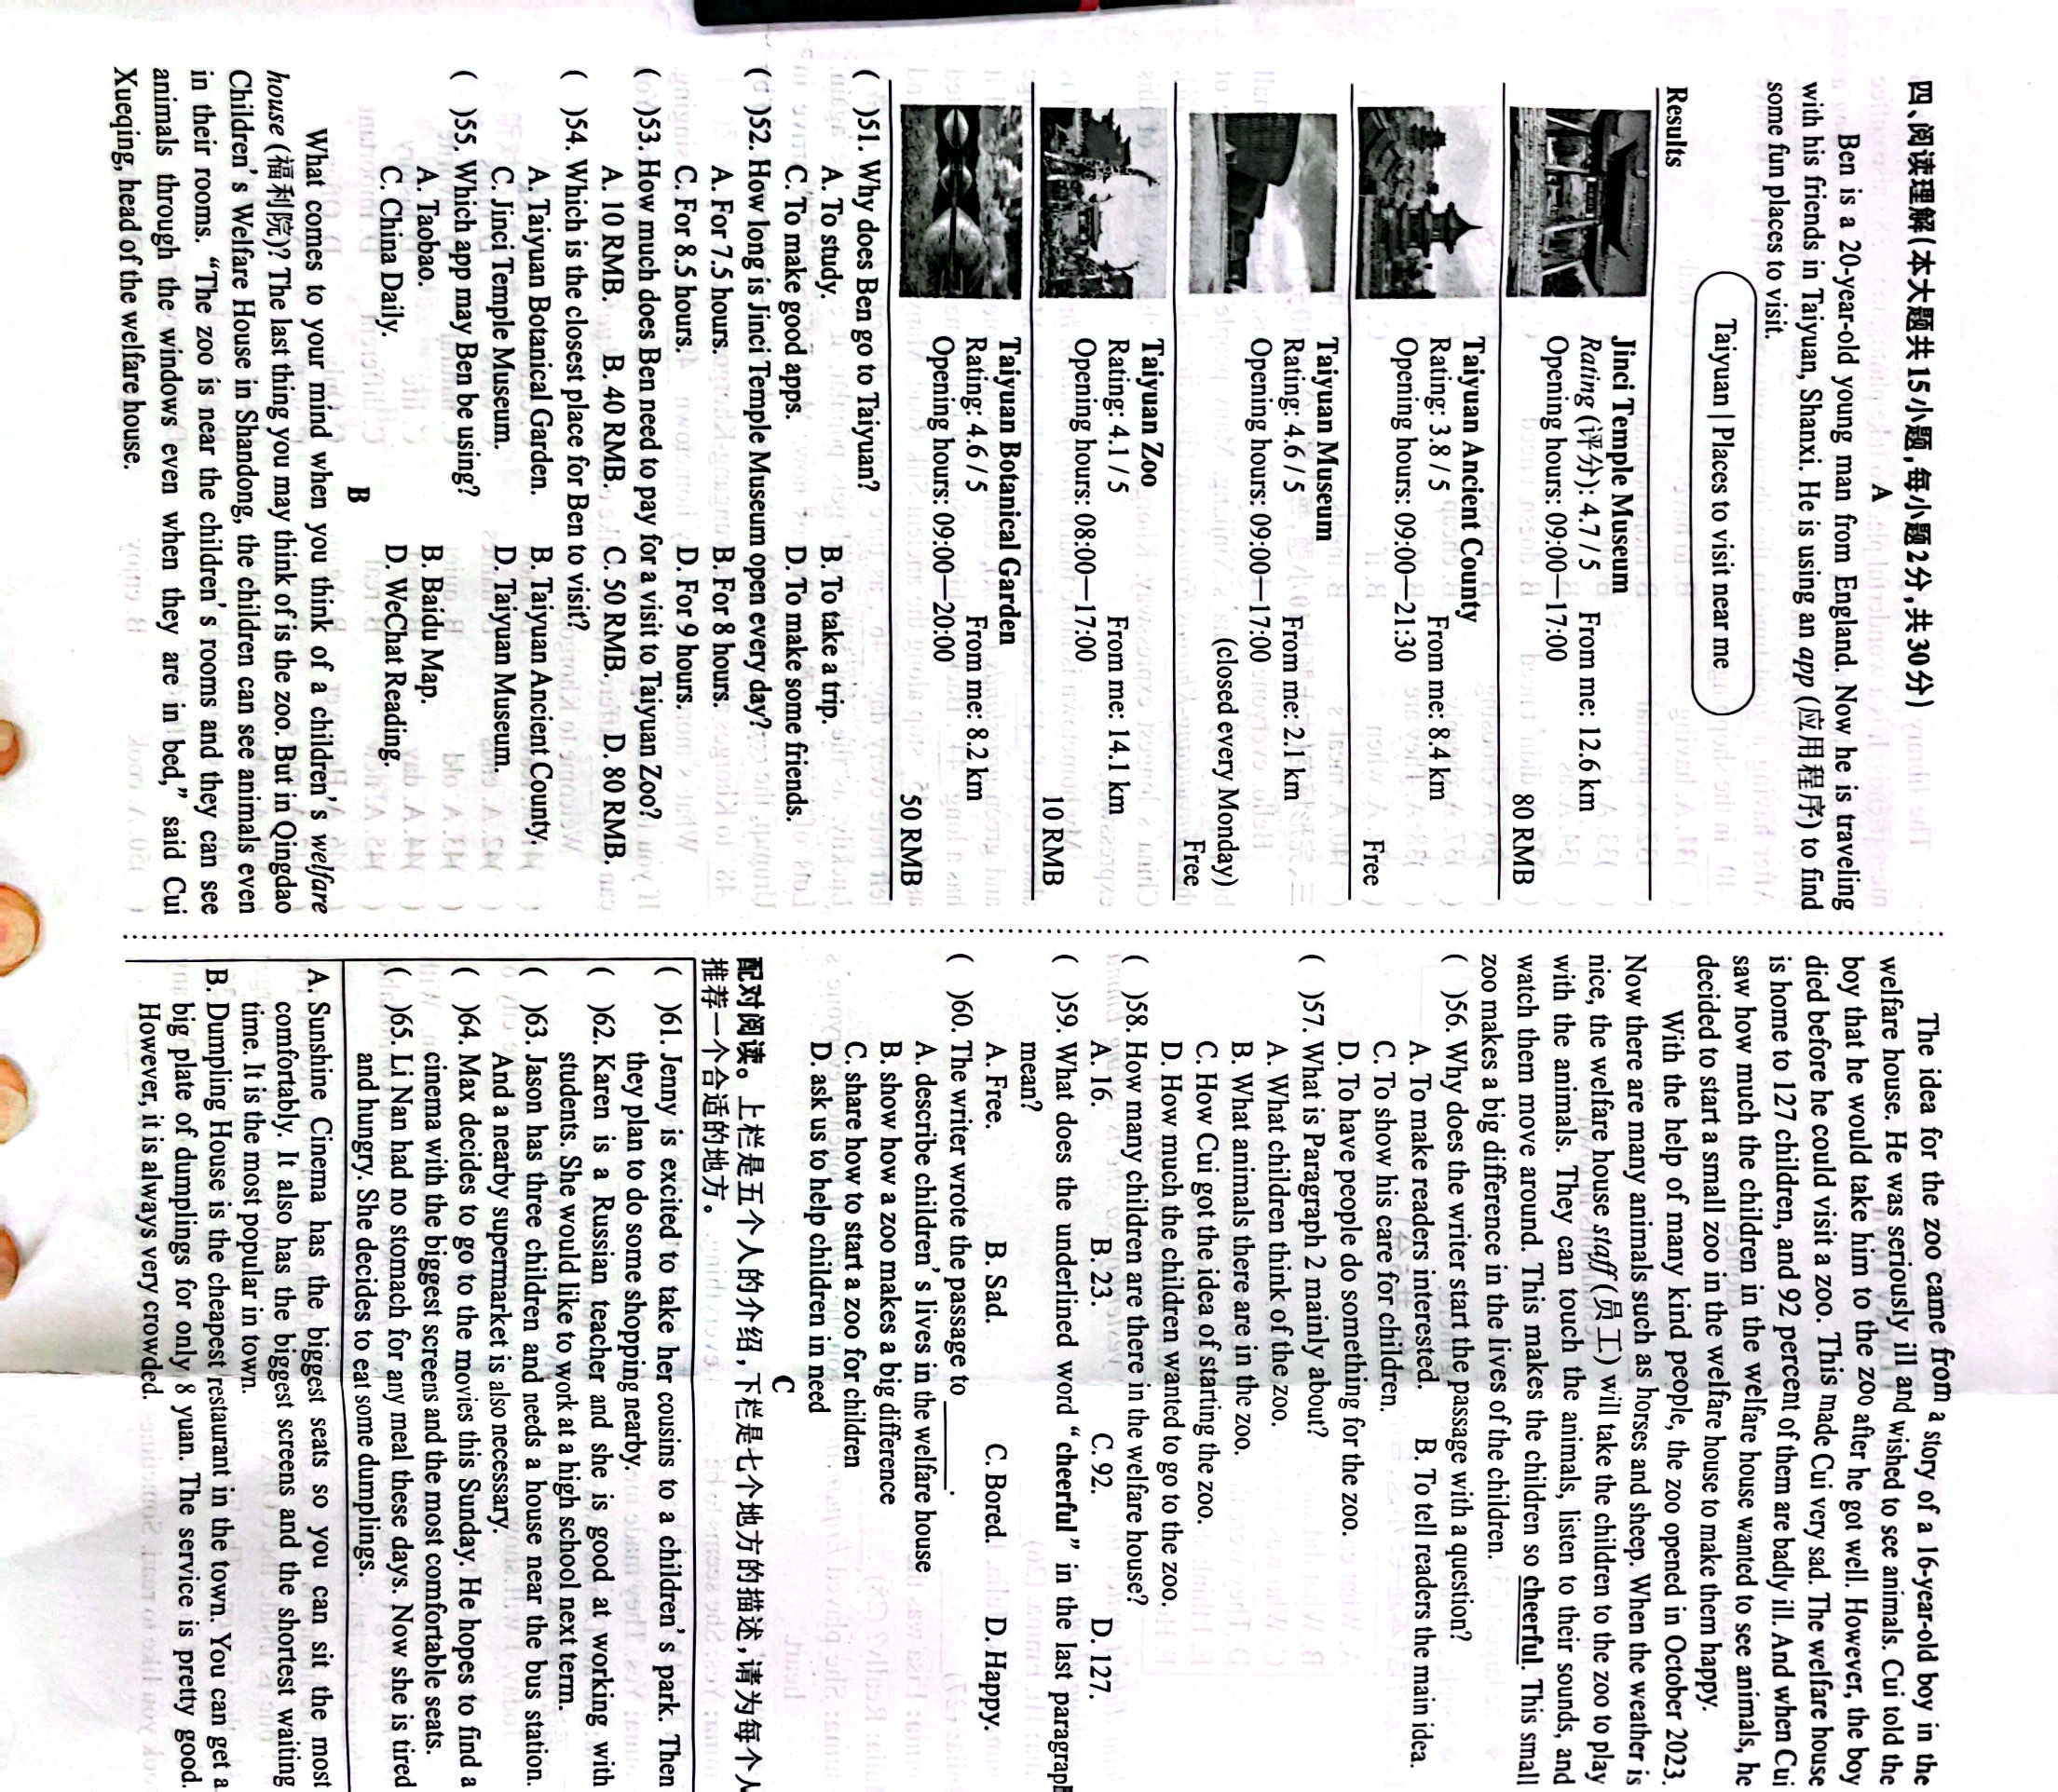 四、阅读理解(本大题共15小题,每小题2分,共30分)
A
Ben is a 20-year-old young man from England. Now he is traveling
with his friends in Taiyuan, Shanxi. He is using an app (应用程序) to find
some fun places to visit.
Taiyuan | Places to visit near me
Results
Jinci Temple Museum
Rating (评分): 4.7 / 5 From me: 12.6 km
Opening hours: 09:00—17:00
80 RMB
Taiyuan Ancient County
Rating: 3.8 / 5 From me: 8.4 km
Opening hours: 09:00—21:30
Free
Taiyuan Museum
Rating: 4.6 / 5 From me: 2.1 km
Opening hours: 09:00—17:00
(closed every Monday)
Free
Taiyuan Zoo
Rating: 4.1 / 5 From me: 14.1 km
Opening hours: 08:00—17:00
10 RMB
Taiyuan Botanical Garden
Rating: 4.6 / 5 From me: 8.2 km
Opening hours: 09:00—20:00
50 RMB
( )51. Why does Ben go to Taiyuan?
A. To study. B. To take a trip.
C. To make good apps. D. To make some friends.
( )52. How long is Jinci Temple Museum open every day?
A. For 7.5 hours. B. For 8 hours.
C. For 8.5 hours. D. For 9 hours.
( )53. How much does Ben need to pay for a visit to Taiyuan Zoo?
A. 10 RMB. B. 40 RMB. C. 50 RMB. D. 80 RMB.
( )54. Which is the closest place for Ben to visit?
A. Taiyuan Botanical Garden. B. Taiyuan Ancient County.
C. Jinci Temple Museum. D. Taiyuan Museum.
( )55. Which app may Ben be using?
A. Taobao. B. Baidu Map.
C. China Daily. D. WeChat Reading.
B
What comes to your mind when you think of a children's welfare
house (福利院)? The last thing you may think of is the zoo. But in Qingdao
Children's Welfare House in Shandong, the children can see animals even
in their rooms. “The zoo is near the children's rooms and they can see
animals through the windows even when they are in bed,” said Cui
Xueqing, head of the welfare house.
The idea for the zoo came from a story of a 16-year-old boy in the
welfare house. He was seriously ill and wished to see animals. Cui told the
boy that he would take him to the zoo after he got well. However, the boy
died before he could visit a zoo. This made Cui very sad. The welfare house
is home to 127 children, and 92 percent of them are badly ill. And when Cui
saw how much the children in the welfare house wanted to see animals, he
decided to start a small zoo in the welfare house to make them happy.
With the help of many kind people, the zoo opened in October 2023.
Now there are many animals such as horses and sheep. When the weather is
nice, the welfare house staff (员工) will take the children to the zoo to play
with the animals. They can touch the animals, listen to their sounds, and
watch them move around. This makes the children so cheerful. This small
zoo makes a big difference in the lives of the children.
( )56. Why does the writer start the passage with a question?
A. To make readers interested. B. To tell readers the main idea.
C. To show his care for children.
D. To have people do something for the zoo.
( )57. What is Paragraph 2 mainly about?
A. What children think of the zoo.
B. What animals there are in the zoo.
C. How Cui got the idea of starting the zoo.
D. How much the children wanted to go to the zoo.
( )58. How many children are there in the welfare house?
A. 16. B. 23. C. 92. D. 127.
( )59. What does the underlined word “cheerful” in the last paragraph
mean?
A. Free. B. Sad. C. Bored. D. Happy.
( )60. The writer wrote the passage to ______.
A. describe children's lives in the welfare house
B. show how a zoo makes a big difference
C. share how to start a zoo for children
D. ask us to help children in need
C
配对阅读。上栏是五个人的介绍,下栏是七个地方的描述,请为每个人
推荐一个合适的地方。
( )61. Jenny is excited to take her cousins to a children's park. Then
they plan to do some shopping nearby.
( )62. Karen is a Russian teacher and she is good at working with
students. She would like to work at a high school next term.
( )63. Jason has three children and needs a house near the bus station.
And a nearby supermarket is also necessary.
( )64. Max decides to go to the movies this Sunday. He hopes to find a
cinema with the biggest screens and the most comfortable seats.
( )65. Li Nan had no stomach for any meal these days. Now she is tired
and hungry. She decides to eat some dumplings.
A. Sunshine Cinema has the biggest seats so you can sit the most
comfortably. It also has the biggest screens and the shortest waiting
time. It is the most popular in town.
B. Dumpling House is the cheapest restaurant in the town. You can get a
big plate of dumplings for only 8 yuan. The service is pretty good.
However, it is always very crowded.